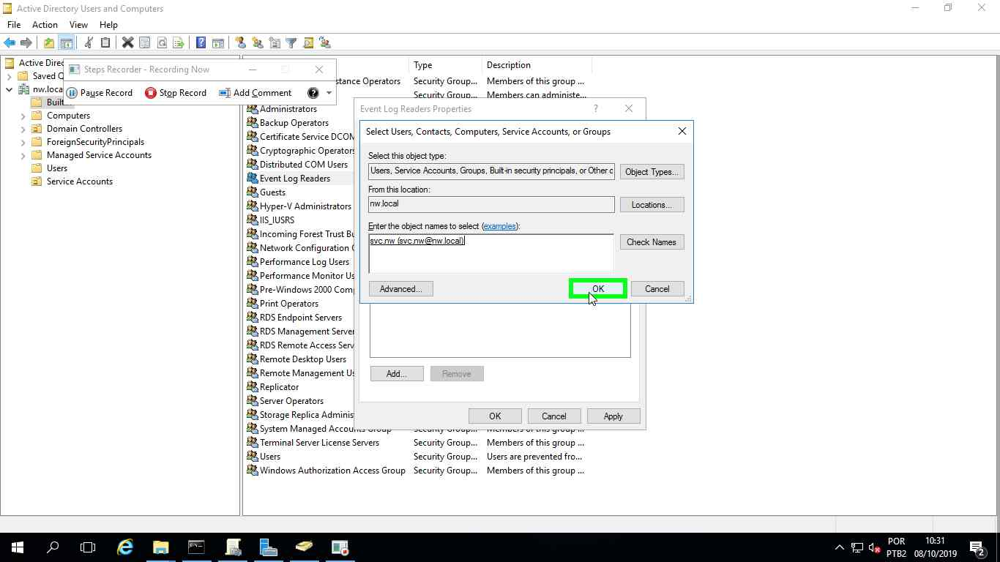 Active Directory Users and Computers
File Action View Help
Active Direc
Saved Q
nw.loca
Built
Computers
Domain Controllers
ForeignSecurityPrincipals
Managed Service Accounts
Users
Service Accounts
Steps Recorder - Recording Now
Pause Record Stop Record Add Comment
Type Description
stance Operators Security Group... Members of this group ...
Security Group... Members can administe...
Administrators
Backup Operators
Certificate Service DCOM
Cryptographic Operators
Distributed COM Users
Event Log Readers
Guests
Hyper-V Administrators
IIS_IUSRS
Incoming Forest Trust Bu
Network Configuration
Performance Log Users
Performance Monitor Us
Pre-Windows 2000 Comp
Print Operators
RDS Endpoint Servers
RDS Management Server
RDS Remote Access Serv
Remote Desktop Users
Remote Management Us
Replicator
Server Operators
Storage Replica Adminis
System Managed Accounts Group Security Group... Members of this group ...
Terminal Server License Servers Security Group... Members of this group ...
Users Security Group... Users are prevented fro...
Windows Authorization Access Group Security Group... Members of this group ...
Event Log Readers Properties ?
Select Users, Contacts, Computers, Service Accounts, or Groups
Select this object type:
Users, Service Accounts, Groups, Built-in security principals, or Other o Object Types...
From this location:
nw.local Locations...
Enter the object names to select (examples):
svc.nw (svc.nw@nw.local) Check Names
Advanced... OK Cancel
Add... Remove
OK Cancel Apply
POR
PTB2
10:31
08/10/2019
2